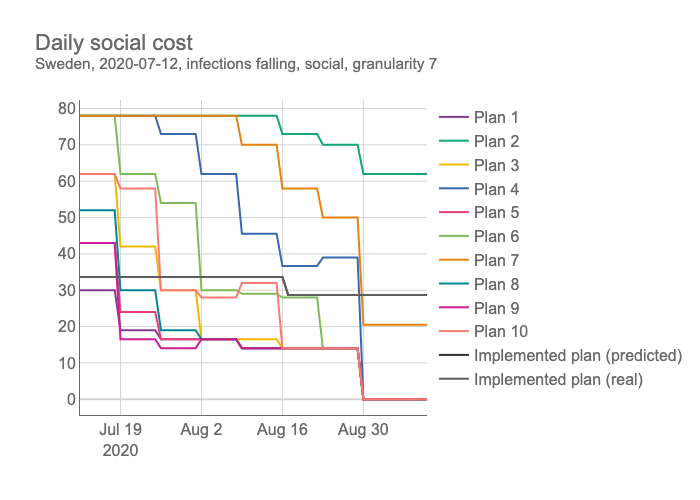 Daily social cost
Sweden, 2020-07-12, infections falling, social, granularity 7
80
70
60
50
40
30
20
10
0
Jul 19
2020
Aug 2
Aug 16
Aug 30
Plan 1
Plan 2
Plan 3
Plan 4
Plan 5
Plan 6
Plan 7
Plan 8
Plan 9
Plan 10
Implemented plan (predicted)
Implemented plan (real)